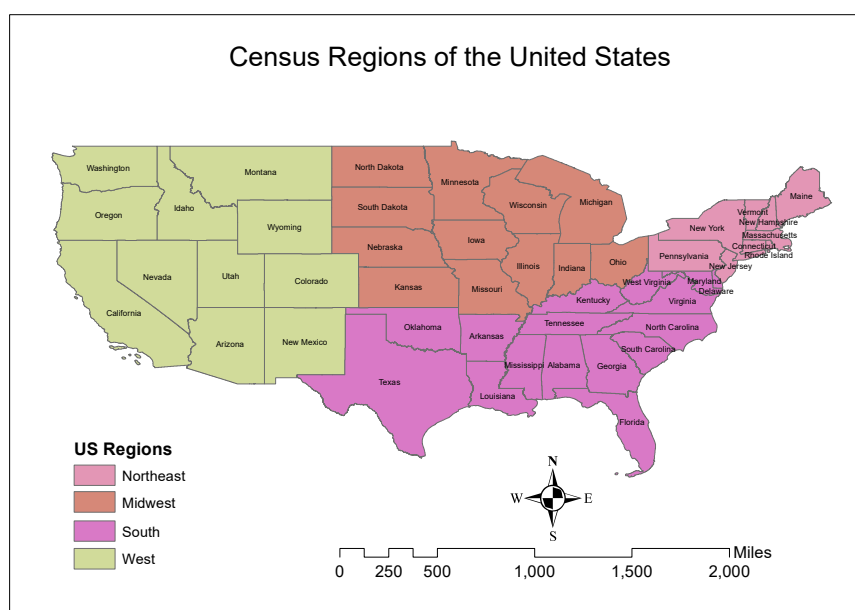 Census Regions of the United States
Washington
Montana
North Dakota
Minnesota
Maine
Oregon
Idaho
South Dakota
Wisconsin
Michigan
Vermont
New Hampshire
Wyoming
New York
Massachusetts
Nebraska
Iowa
Connecticut
Rhode Island
Pennsylvania
Nevada
Utah
Colorado
Illinois
Indiana
Ohio
New Jersey
California
Kansas
Missouri
West Virginia
Maryland
Delaware
Kentucky
Virginia
Arizona
New Mexico
Oklahoma
Arkansas
Tennessee
North Carolina
South Carolina
Texas
Mississippi
Alabama
Georgia
Louisiana
Florida
US Regions
Northeast
Midwest
South
West
N
W
E
S
Miles
0 250 500 1,000 1,500 2,000